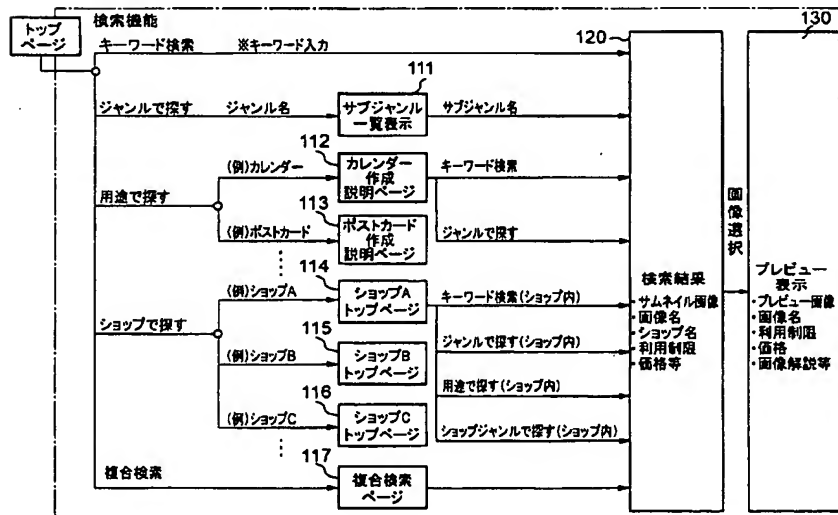 検索機能
トップ
ページ
キーワード検索 ※キーワード入力
ジャンルで探す ジャンル名
111
サブジャンル
一覧表示
サブジャンル名
用途で探す
(例)カレンダー
112
カレンダー
作成
説明ページ
キーワード検索
(例)ポストカード
113
ポストカード
作成
説明ページ
ジャンルで探す
ショップで探す
(例)ショップA
114
ショップA
トップページ
キーワード検索(ショップ内)
ジャンルで探す(ショップ内)
用途で探す(ショップ内)
ショップジャンルで探す(ショップ内)
(例)ショップB
115
ショップB
トップページ
(例)ショップC
116
ショップC
トップページ
複合検索
117
複合検索
ページ
120
検索結果
・サムネイル画像
・画像名
・ショップ名
・利用制限
・価格等
画像選択
130
プレビュー
表示
・プレビュー画像
・画像名
・利用制限
・価格
・画像解説等